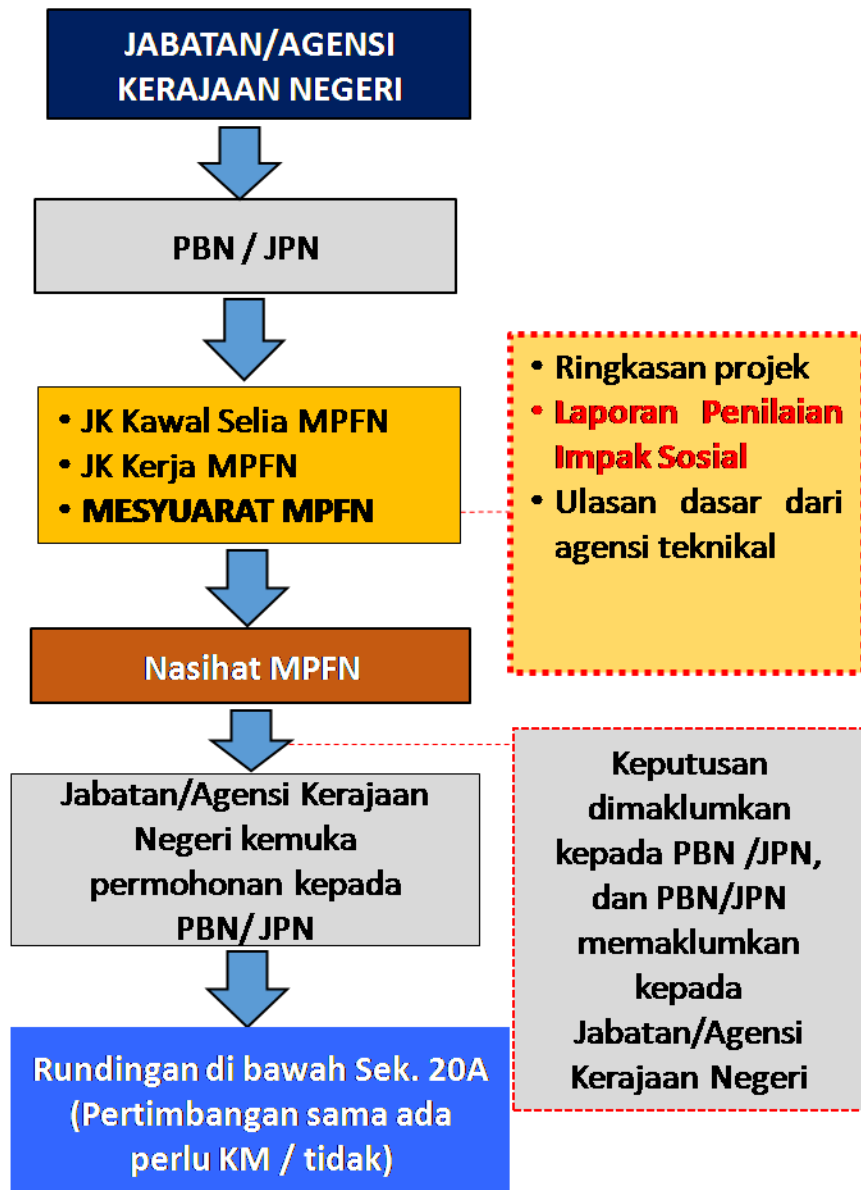 JABATAN/AGENSI
KERAJAAN NEGERI
PBN / JPN
• JK Kawal Selia MPFN
• JK Kerja MPFN
• MESYUARAT MPFN
• Ringkasan projek
• Laporan Penilaian
Impak Sosial
• Ulasan dasar dari
agensi teknikal
Nasihat MPFN
Jabatan/Agensi Kerajaan
Negeri kemuka
permohonan kepada
PBN/ JPN
Keputusan
dimaklumkan
kepada PBN /JPN,
dan PBN/JPN
memaklumkan
kepada
Jabatan/Agensi
Kerajaan Negeri
Rundingan di bawah Sek. 20A
(Pertimbangan sama ada
perlu KM / tidak)